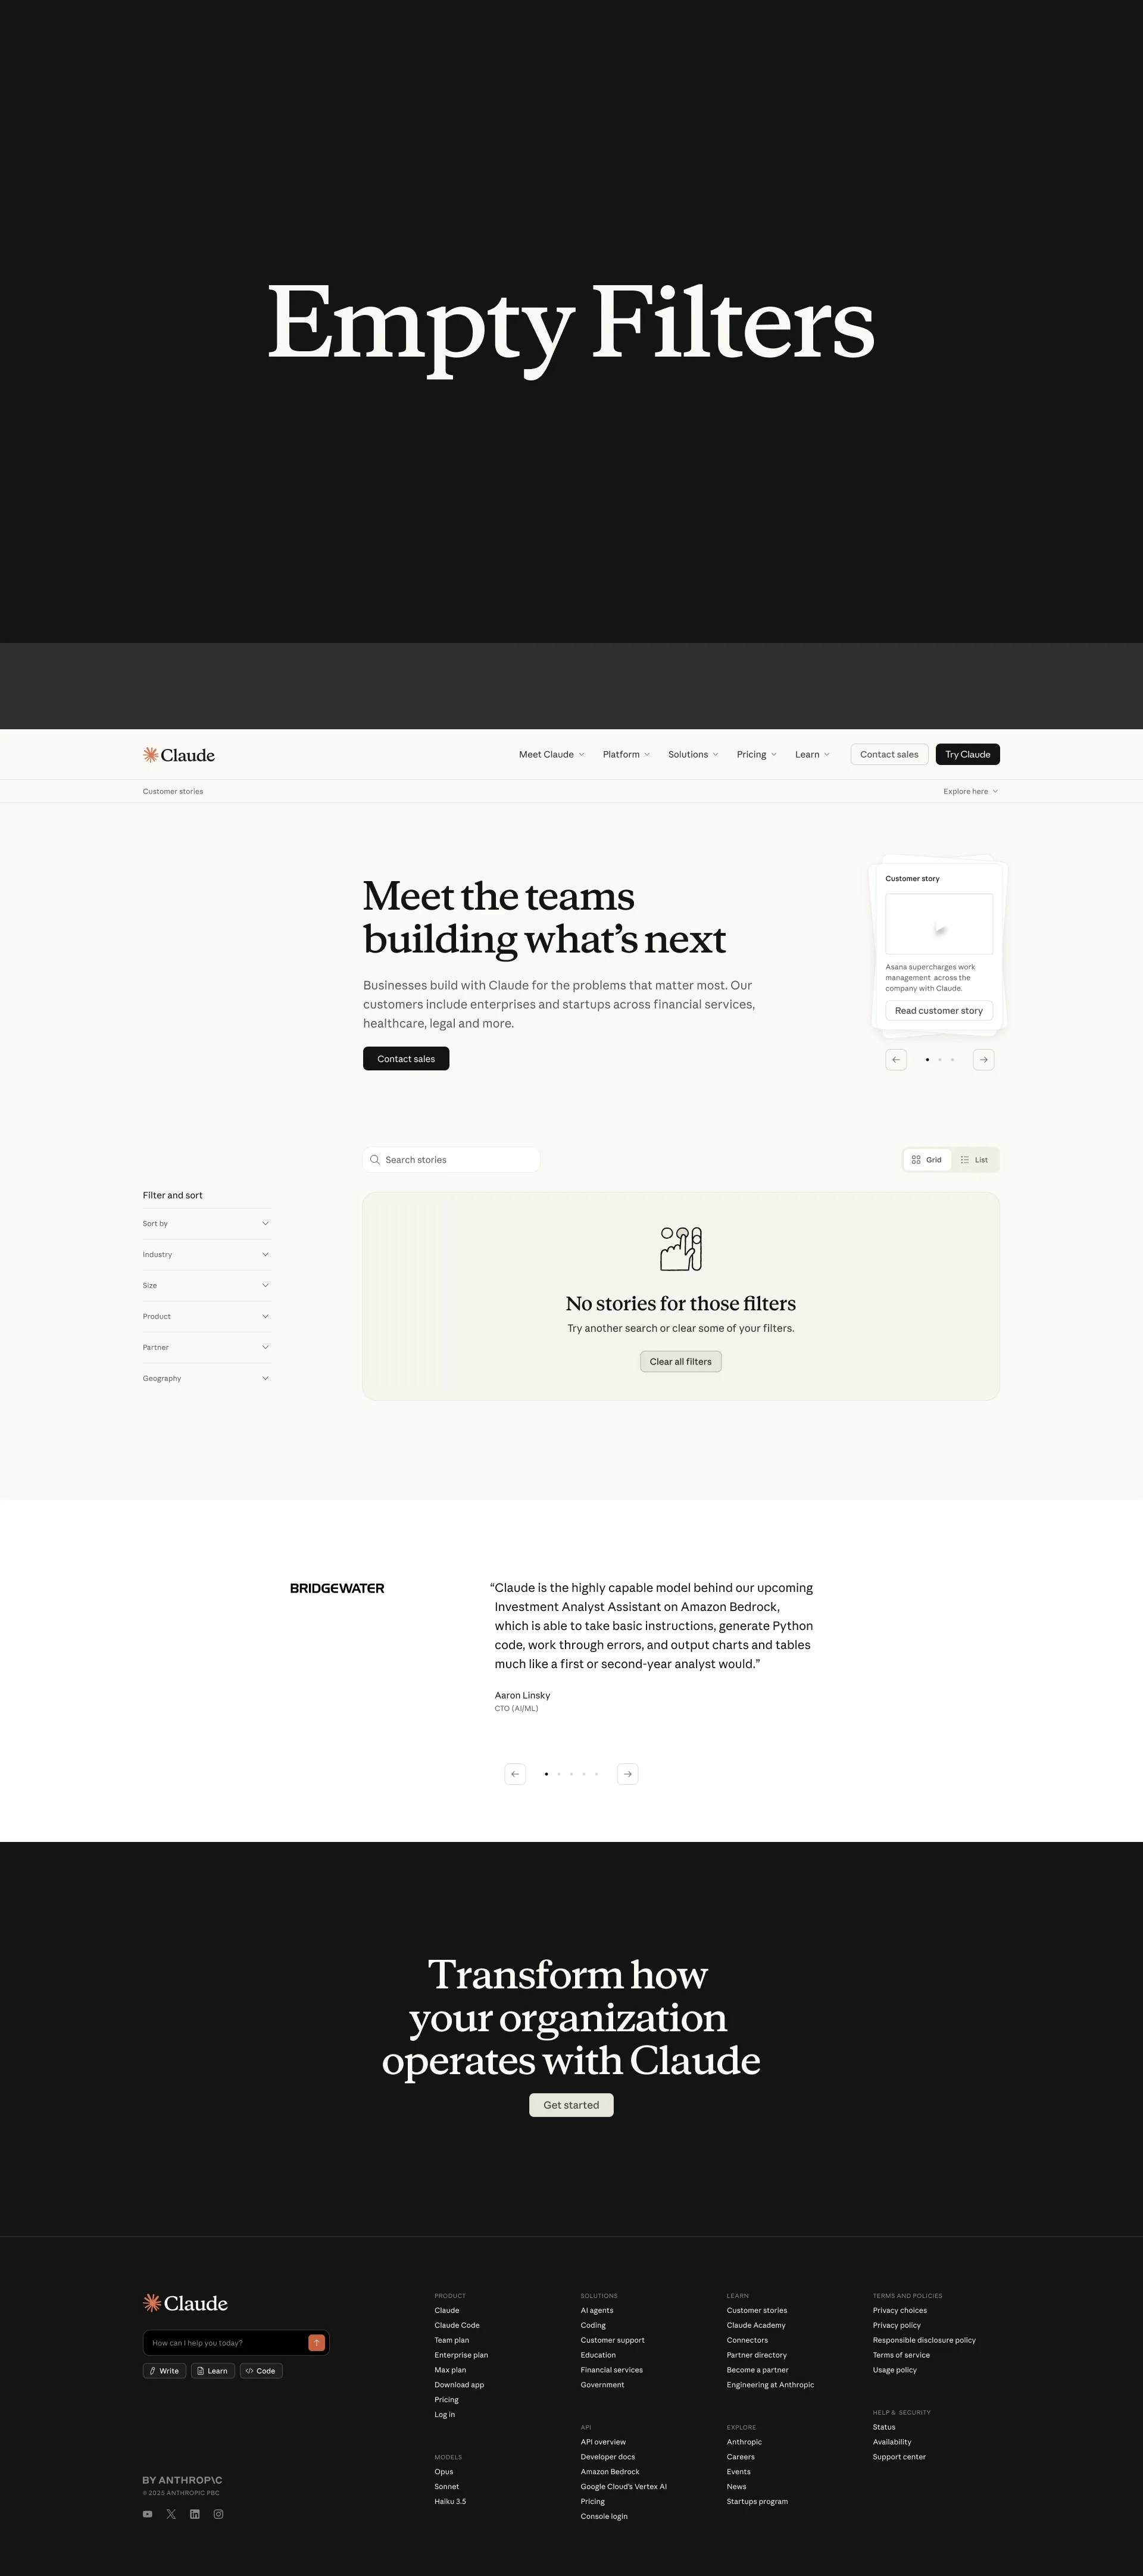 Empty Filters
Claude
Meet Claude
Platform
Solutions
Pricing
Learn
Contact sales
Try Claude
Customer stories
Explore here
Meet the teams
building what’s next
Businesses build with Claude for the problems that matter most. Our
customers include enterprises and startups across financial services,
healthcare, legal and more.
Contact sales
Customer story
Asana supercharges work
management across the
company with Claude.
Read customer story
Search stories
Grid
List
Filter and sort
Sort by
Industry
Size
Product
Partner
Geography
No stories for those filters
Try another search or clear some of your filters.
Clear all filters
BRIDGEWATER
“Claude is the highly capable model behind our upcoming
Investment Analyst Assistant on Amazon Bedrock,
which is able to take basic instructions, generate Python
code, work through errors, and output charts and tables
much like a first or second-year analyst would.”
Aaron Linsky
CTO (AI/ML)
Transform how
your organization
operates with Claude
Get started
Claude
How can I help you today?
Write
Learn
Code
BY ANTHROP\C
© 2025 ANTHROPIC PBC
PRODUCT
Claude
Claude Code
Team plan
Enterprise plan
Max plan
Download app
Pricing
Log in
MODELS
Opus
Sonnet
Haiku 3.5
SOLUTIONS
AI agents
Coding
Customer support
Education
Financial services
Government
API
API overview
Developer docs
Amazon Bedrock
Google Cloud’s Vertex AI
Pricing
Console login
LEARN
Customer stories
Claude Academy
Connectors
Partner directory
Become a partner
Engineering at Anthropic
EXPLORE
Anthropic
Careers
Events
News
Startups program
TERMS AND POLICIES
Privacy choices
Privacy policy
Responsible disclosure policy
Terms of service
Usage policy
HELP & SECURITY
Status
Availability
Support center